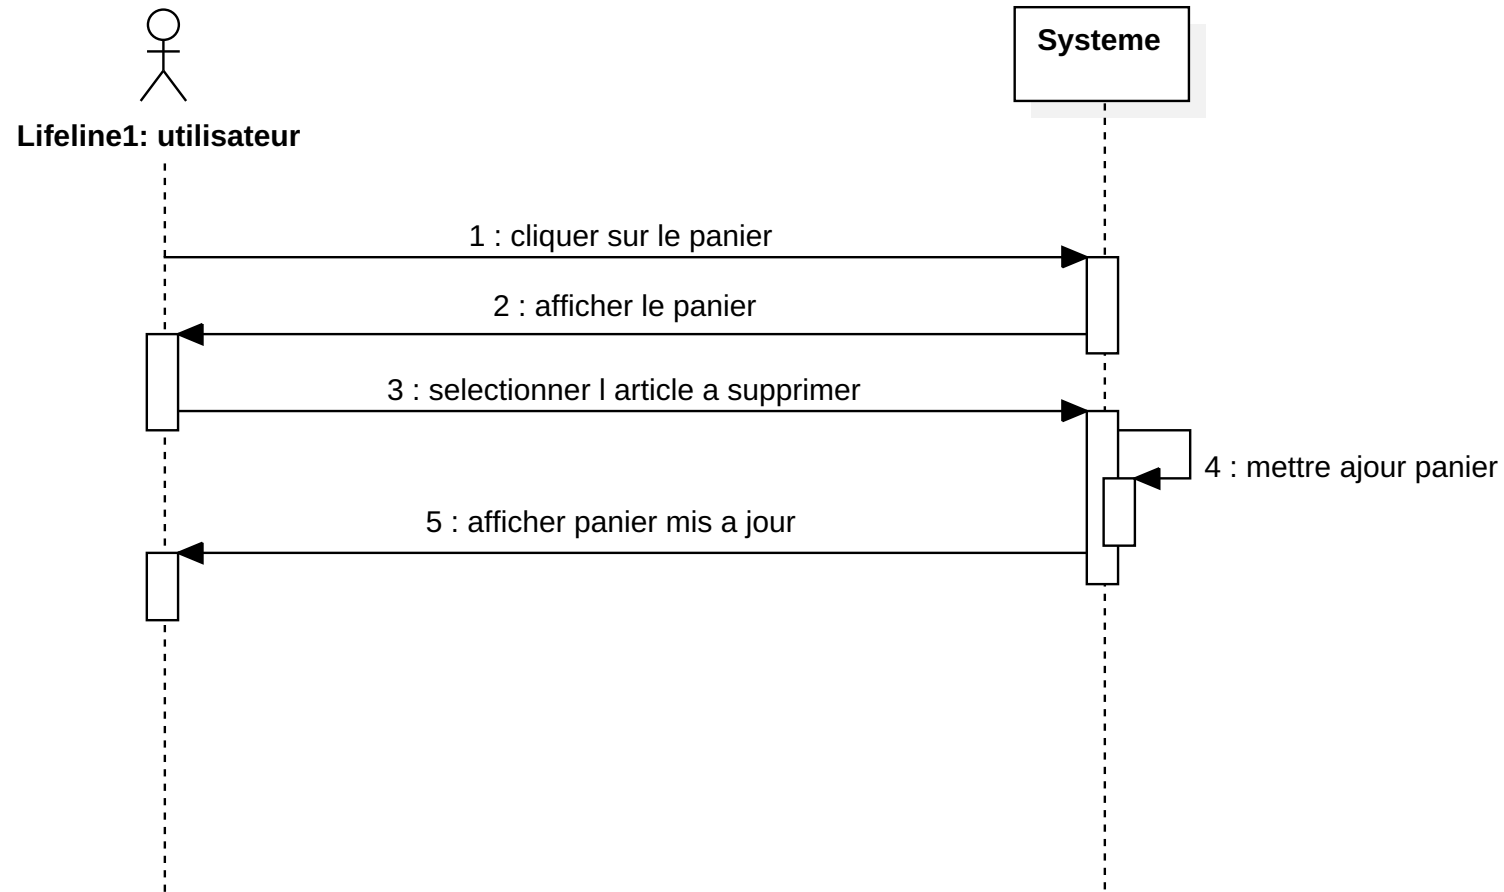 Systeme
Lifeline1: utilisateur
1 : cliquer sur le panier
2 : afficher le panier
3 : selectionner l article a supprimer
4 : mettre ajour panier
5 : afficher panier mis a jour